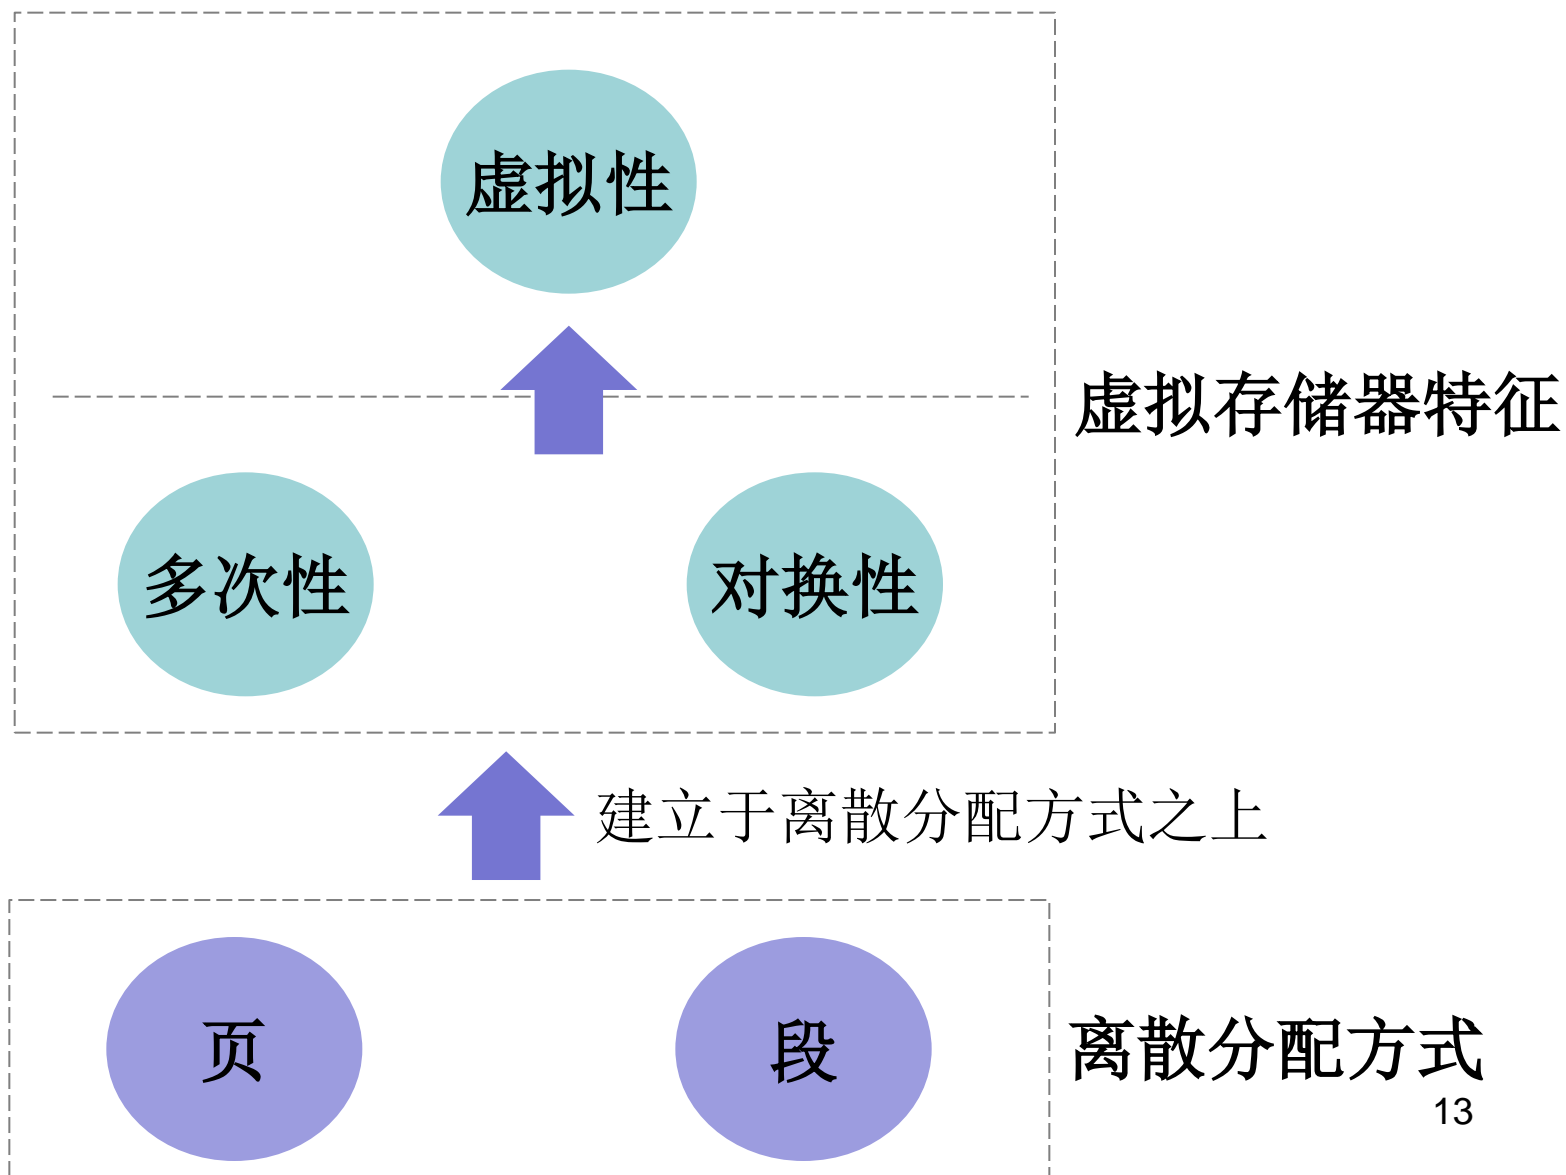 虚拟性
虚拟存储器特征
多次性
对换性
建立于离散分配方式之上
页
段
离散分配方式
13